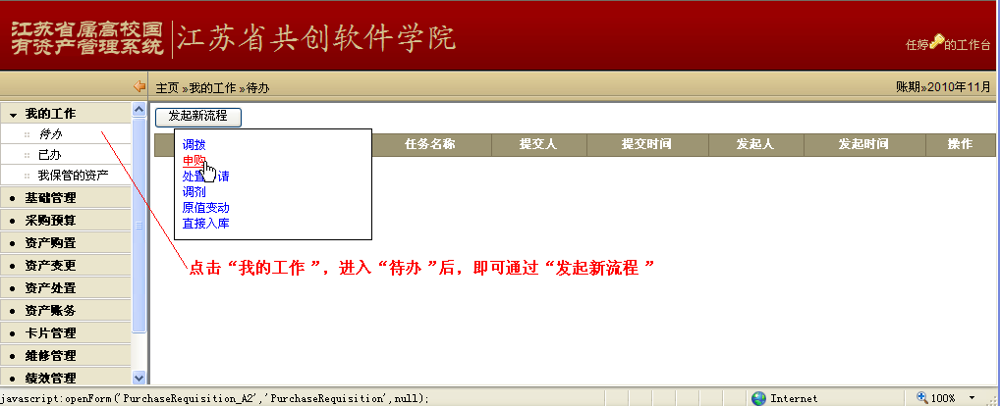 江苏省属高校国
有资产管理系统
江苏省共创软件学院
任婷的工作台
主页»我的工作»待办
账期»2010年11月
我的工作
待办
已办
我保管的资产
基础管理
采购预算
资产购置
资产变更
资产处置
资产账务
卡片管理
维修管理
绩效管理
发起新流程
任务名称 提交人 提交时间 发起人 发起时间 操作
调拨
申购
处置 请
调剂
原值变动
直接入库
点击“我的工作 ”，进入“待办 ”后，即可通过“发起新流程 ”
javascript:openForm('PurchaseRequisition_A2','PurchaseRequisition',null);
Internet
100%